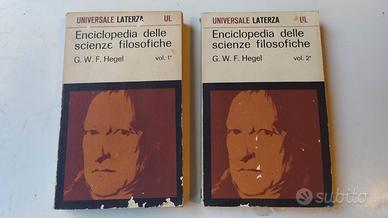 UNIVERSALE LATERZA UL
Enciclopedia delle
scienze filosofiche
G. W. F. Hegel vol. 1°
UNIVERSALE LATERZA UL
Enciclopedia delle
scienze filosofiche
G. W. F. Hegel vol. 2°
subito